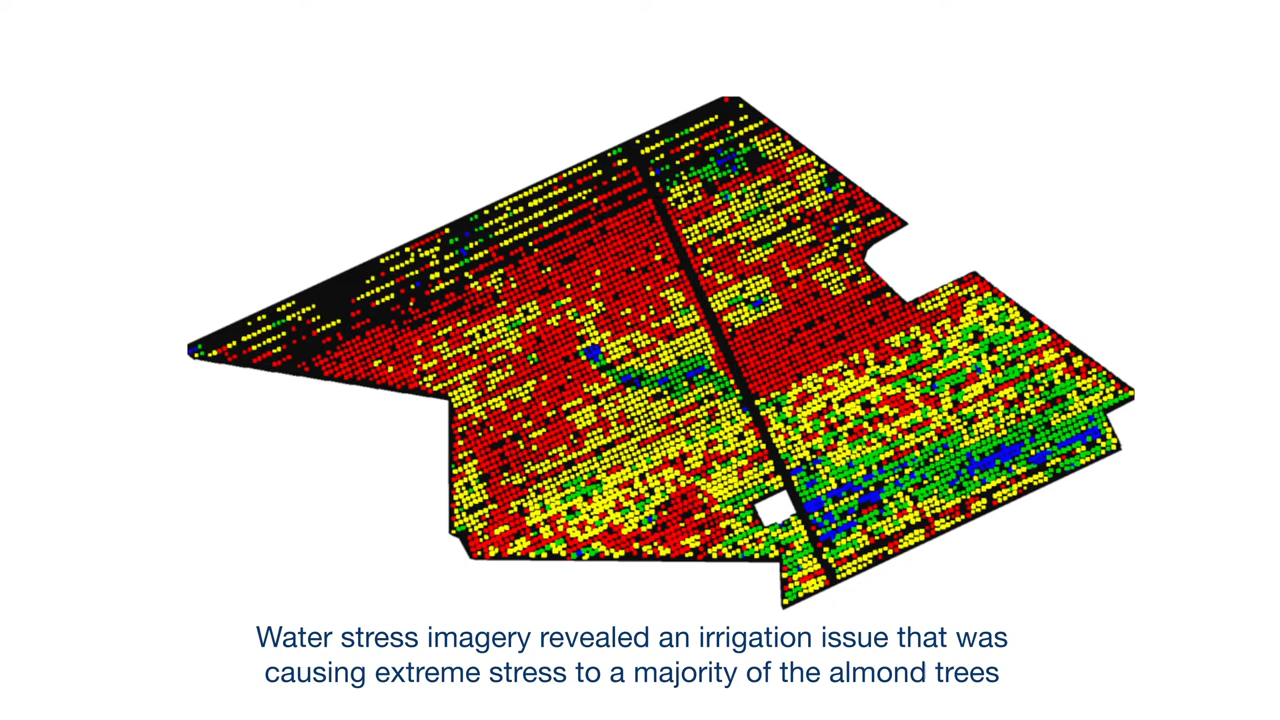 Water stress imagery revealed an irrigation issue that was
causing extreme stress to a majority of the almond trees